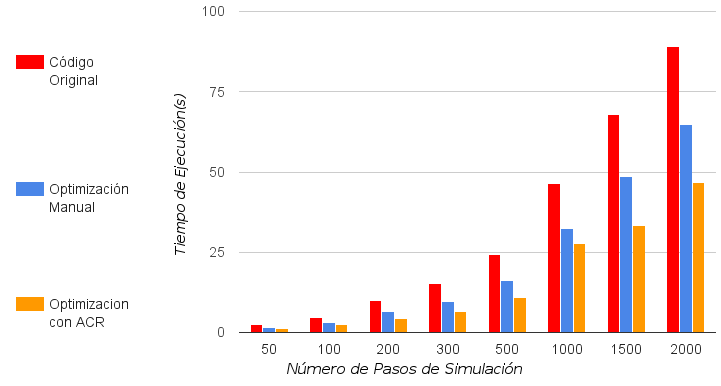 Código
Original
Optimización
Manual
Optimizacion
con ACR
Tiempo de Ejecución(s)
100
75
50
25
0
50 100 200 300 500 1000 1500 2000
Número de Pasos de Simulación